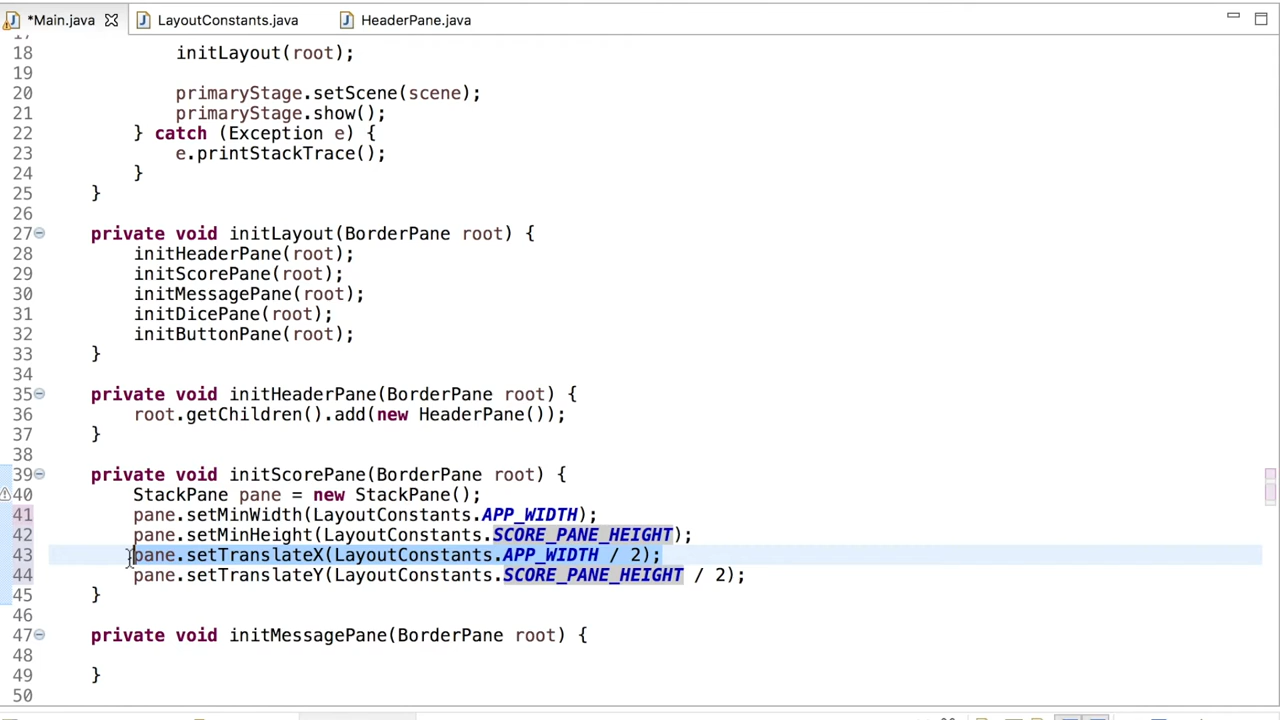 *Main.java LayoutConstants.java HeaderPane.java
18 initLayout(root);
19
20 primaryStage.setScene(scene);
21 primaryStage.show();
22 } catch (Exception e) {
23 e.printStackTrace();
24 }
25 }
26
27 private void initLayout(BorderPane root) {
28 initHeaderPane(root);
29 initScorePane(root);
30 initMessagePane(root);
31 initDicePane(root);
32 initButtonPane(root);
33 }
34
35 private void initHeaderPane(BorderPane root) {
36 root.getChildren().add(new HeaderPane());
37 }
38
39 private void initScorePane(BorderPane root) {
40 StackPane pane = new StackPane();
41 pane.setMinWidth(LayoutConstants.APP_WIDTH);
42 pane.setMinHeight(LayoutConstants.SCORE_PANE_HEIGHT);
43 pane.setTranslateX(LayoutConstants.APP_WIDTH / 2);
44 pane.setTranslateY(LayoutConstants.SCORE_PANE_HEIGHT / 2);
45 }
46
47 private void initMessagePane(BorderPane root) {
48
49 }
50